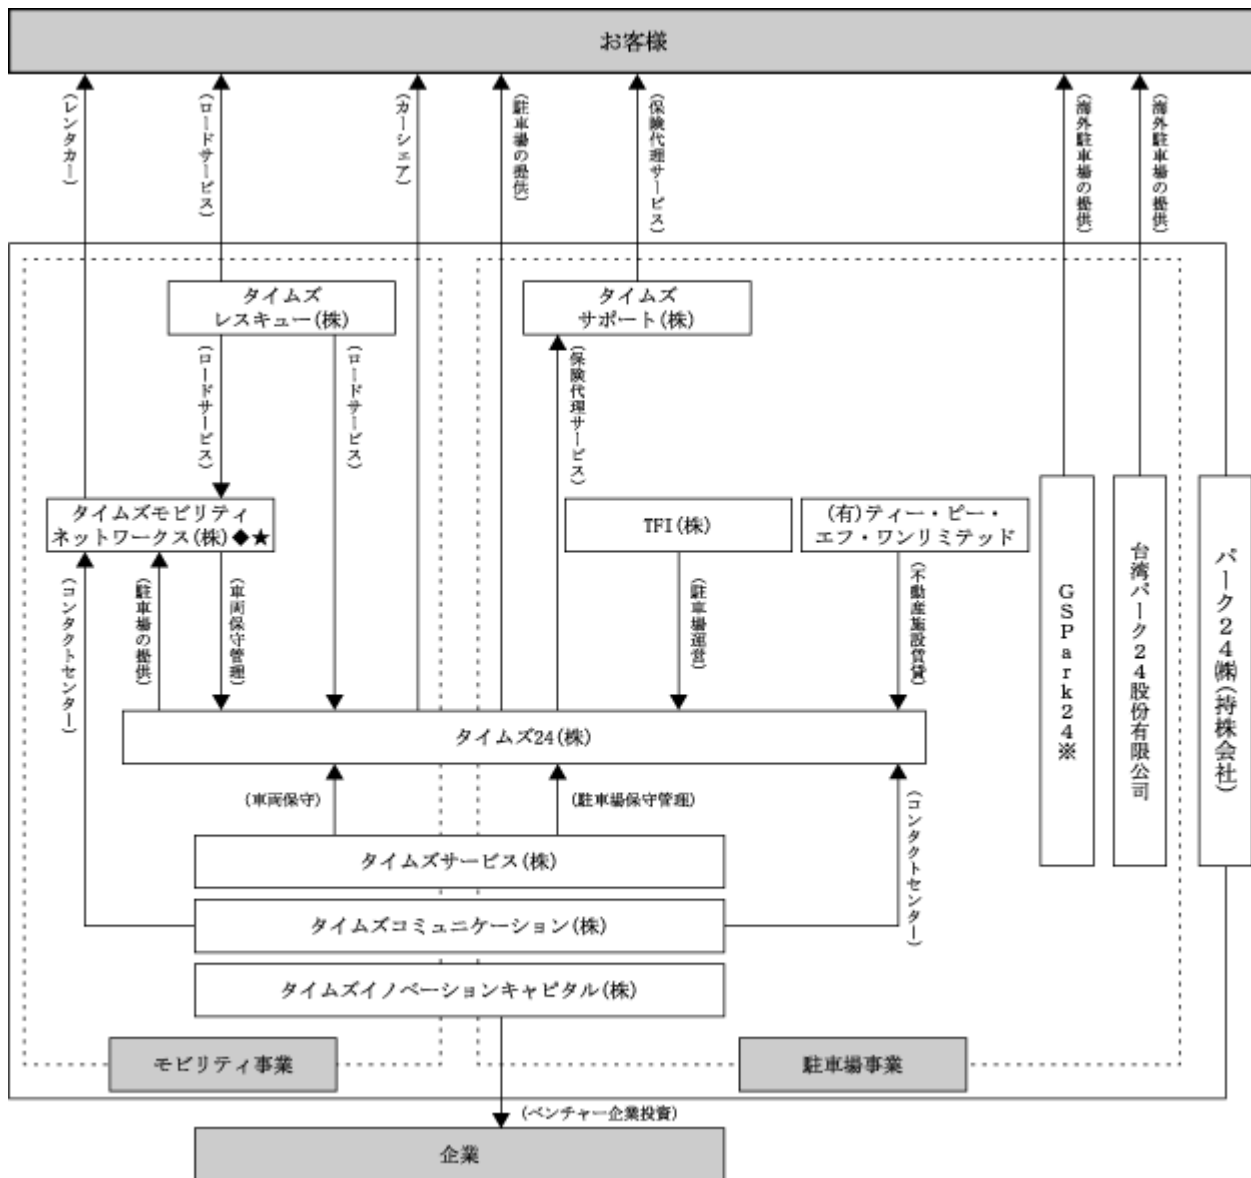 お客様
(レンタカー)
(ロードサービス)
(カーシェア)
(駐車場の提供)
(保険代理サービス)
(海外駐車場の提供)
(海外駐車場の提供)
タイムズ
レスキュー(株)
タイムズ
サポート(株)
(ロードサービス)
(ロードサービス)
(保険代理サービス)
タイムズモビリティ
ネットワークス(株)◆★
TFI(株)
(有)ティー・ピー・
エフ・ワンリミテッド
GSPark24※
台湾パーク24股份有限公司
パーク24㈱(持株会社)
(コンタクトセンター)
(駐車場の提供)
(車両保守管理)
(駐車場運営)
(不動産施設賃貸)
タイムズ24(株)
(車両保守)
(駐車場保守管理)
(コンタクトセンター)
タイムズサービス(株)
タイムズコミュニケーション(株)
タイムズイノベーションキャピタル(株)
モビリティ事業
駐車場事業
(ベンチャー企業投資)
企業